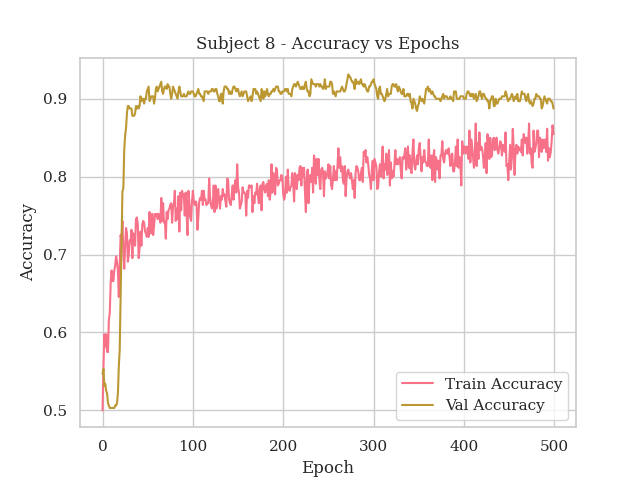 Subject 8 - Accuracy vs Epochs
Accuracy
0.9
0.8
0.7
0.6
0.5
0 100 200 300 400 500
Epoch
Train Accuracy
Val Accuracy